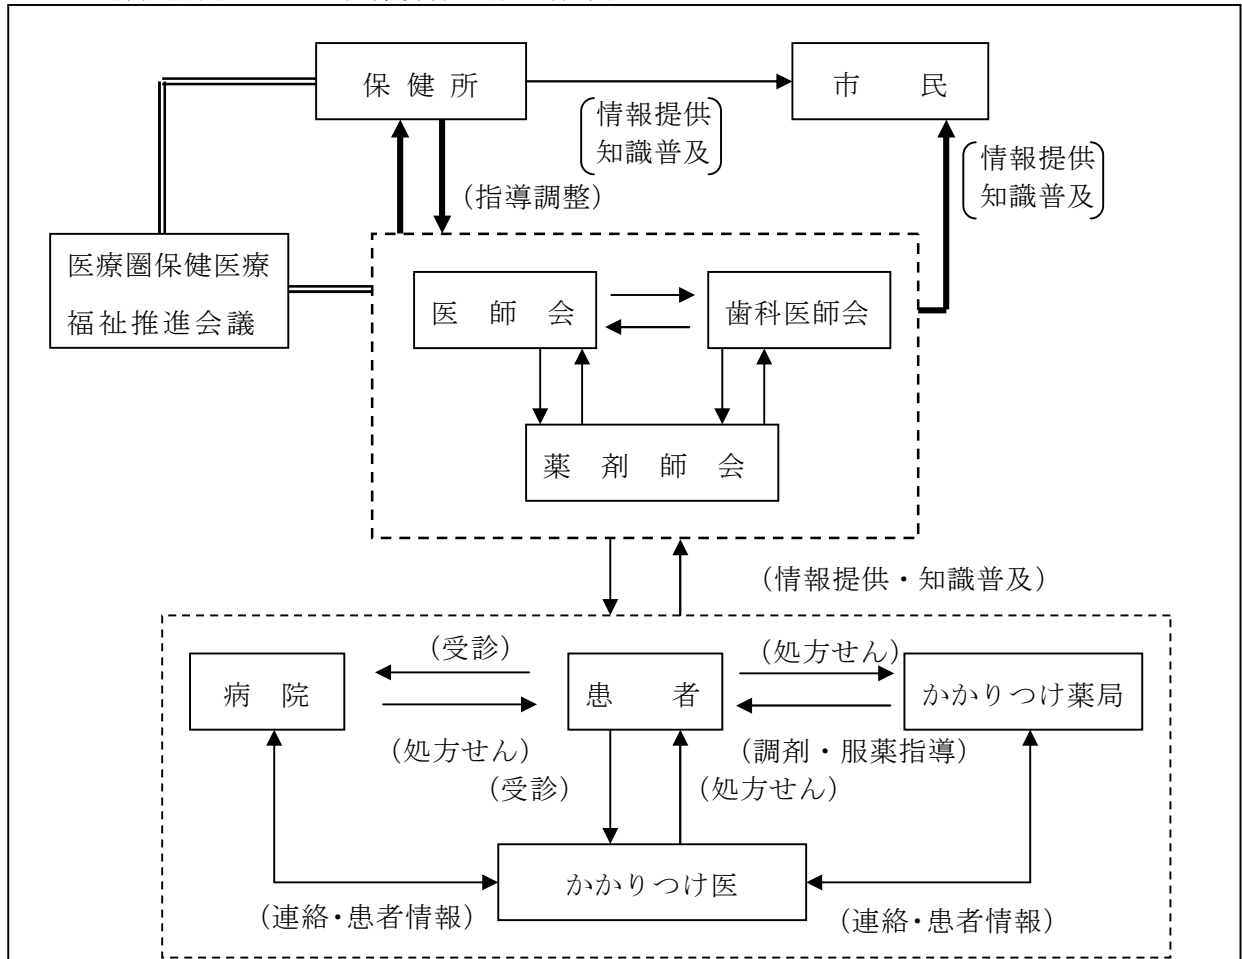 保健所
市民
情報提供
知識普及
情報提供
知識普及
(指導調整)
医療圏保健医療
福祉推進会議
医師会
歯科医師会
薬剤師会
(情報提供・知識普及)
(受診)
(処方せん)
病院
患者
かかりつけ薬局
(処方せん)
(調剤・服薬指導)
(受診)
(処方せん)
かかりつけ医
(連絡・患者情報)
(連絡・患者情報)